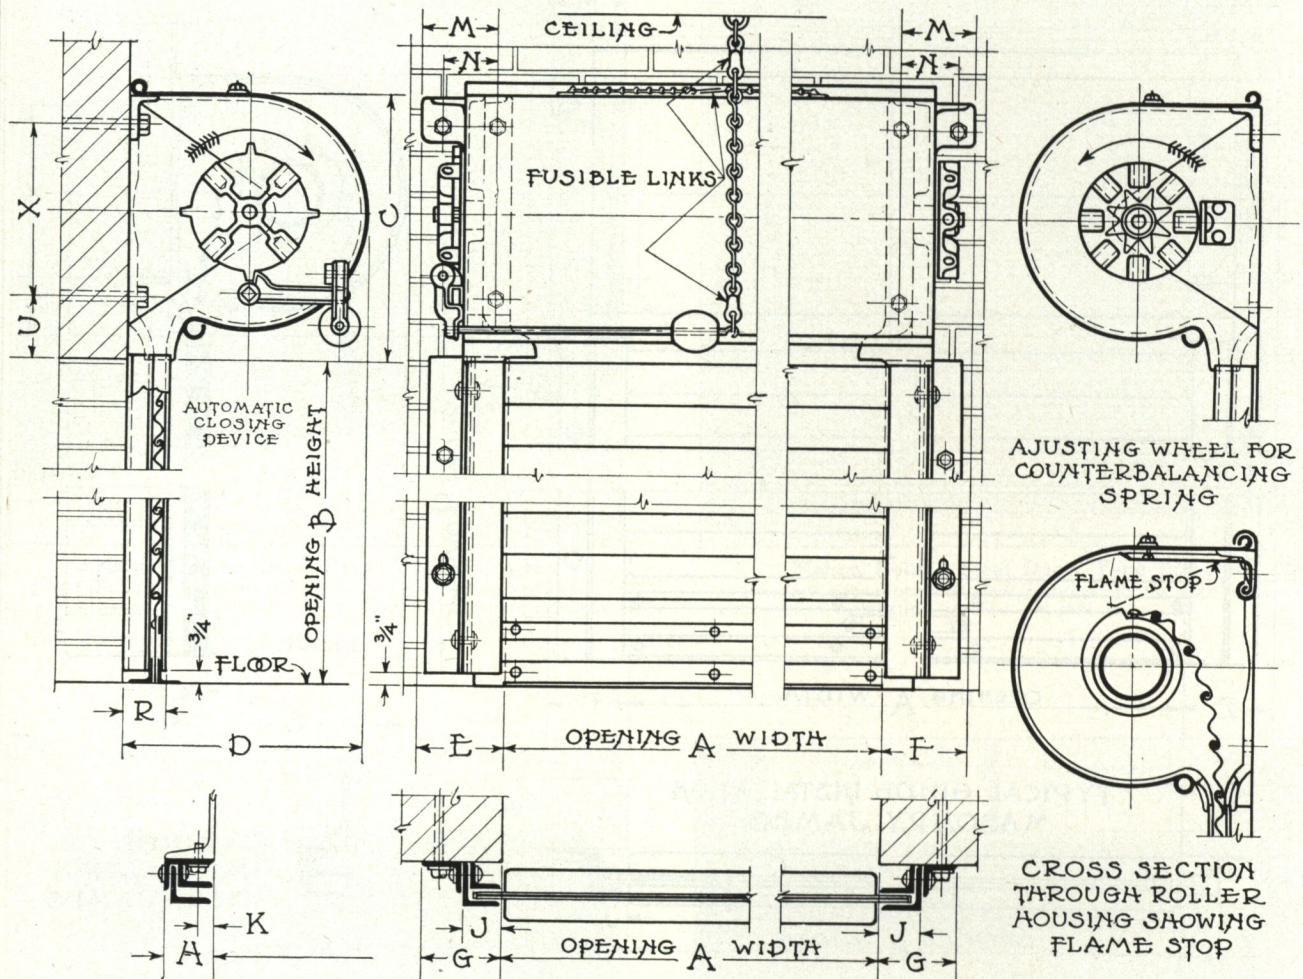 M
CEILING
M
N
N
FUSIBLE LINKS
X
C
U
AUTOMATIC
CLOSING
DEVICE
OPENING B HEIGHT
AJUSTING WHEEL FOR
COUNTERBALANCING
SPRING
FLAME STOP
3/4"
3/4"
FLOOR
R
D
E
OPENING A WIDTH
F
CROSS SECTION
THROUGH ROLLER
HOUSING SHOWING
FLAME STOP
K
H
J
J
G
OPENING A WIDTH
G